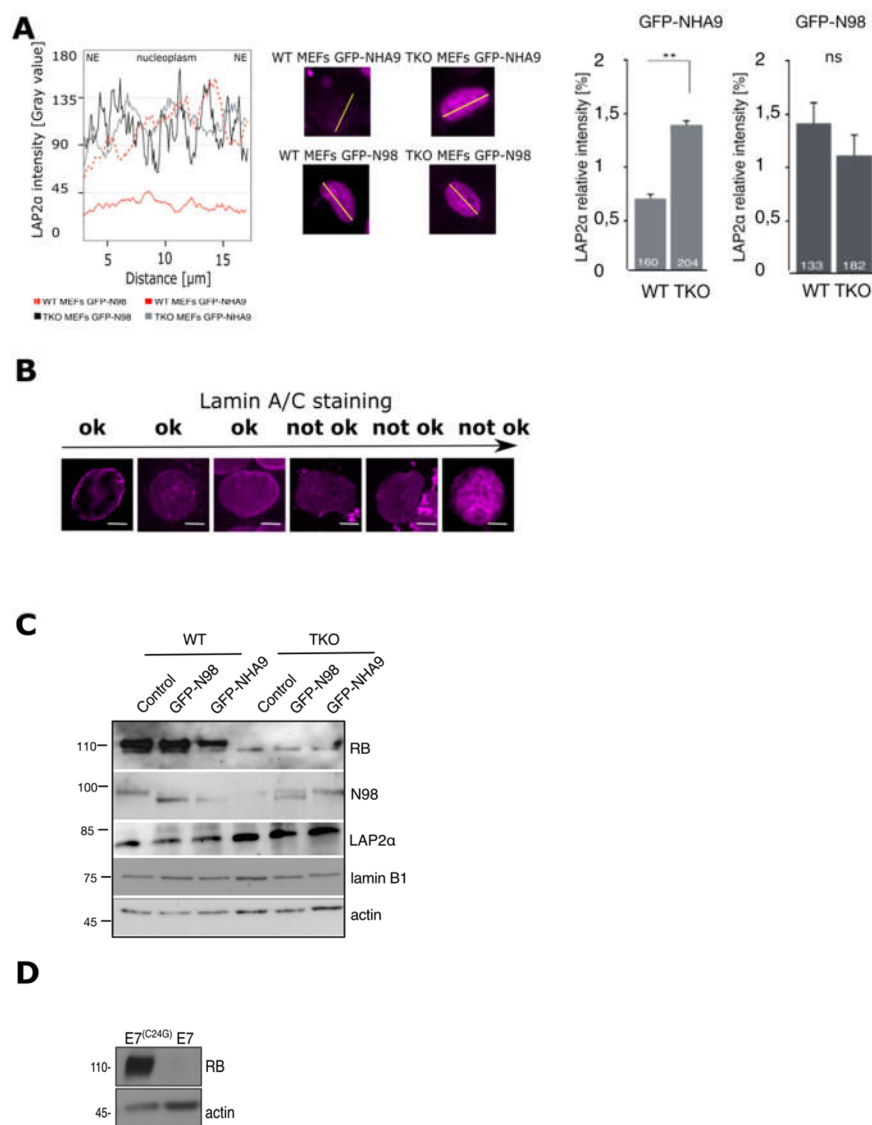 A
GFP-NHA9 GFP-N98
180 NE nucleoplasm NE
135
90
45
0
LAP2α intensity [Gray value]
5 10 15
Distance [μm]
WT MEFs GFP-N98 WT MEFs GFP-NHA9
TKO MEFs GFP-N98 TKO MEFs GFP-NHA9
WT MEFs GFP-NHA9 TKO MEFs GFP-NHA9
WT MEFs GFP-N98 TKO MEFs GFP-N98
LAP2α relative intensity [%]
2
1,5
1
0,5
0
**
160 204
WT TKO
LAP2α relative intensity [%]
2
1,5
1
0,5
0
ns
133 182
WT TKO
B
Lamin A/C staining
ok ok ok not ok not ok not ok
C
WT TKO
Control GFP-N98 GFP-NHA9 Control GFP-N98 GFP-NHA9
110 RB
100 N98
85 LAP2α
75 lamin B1
45 actin
D
E7(C24G) E7
110- RB
45- actin